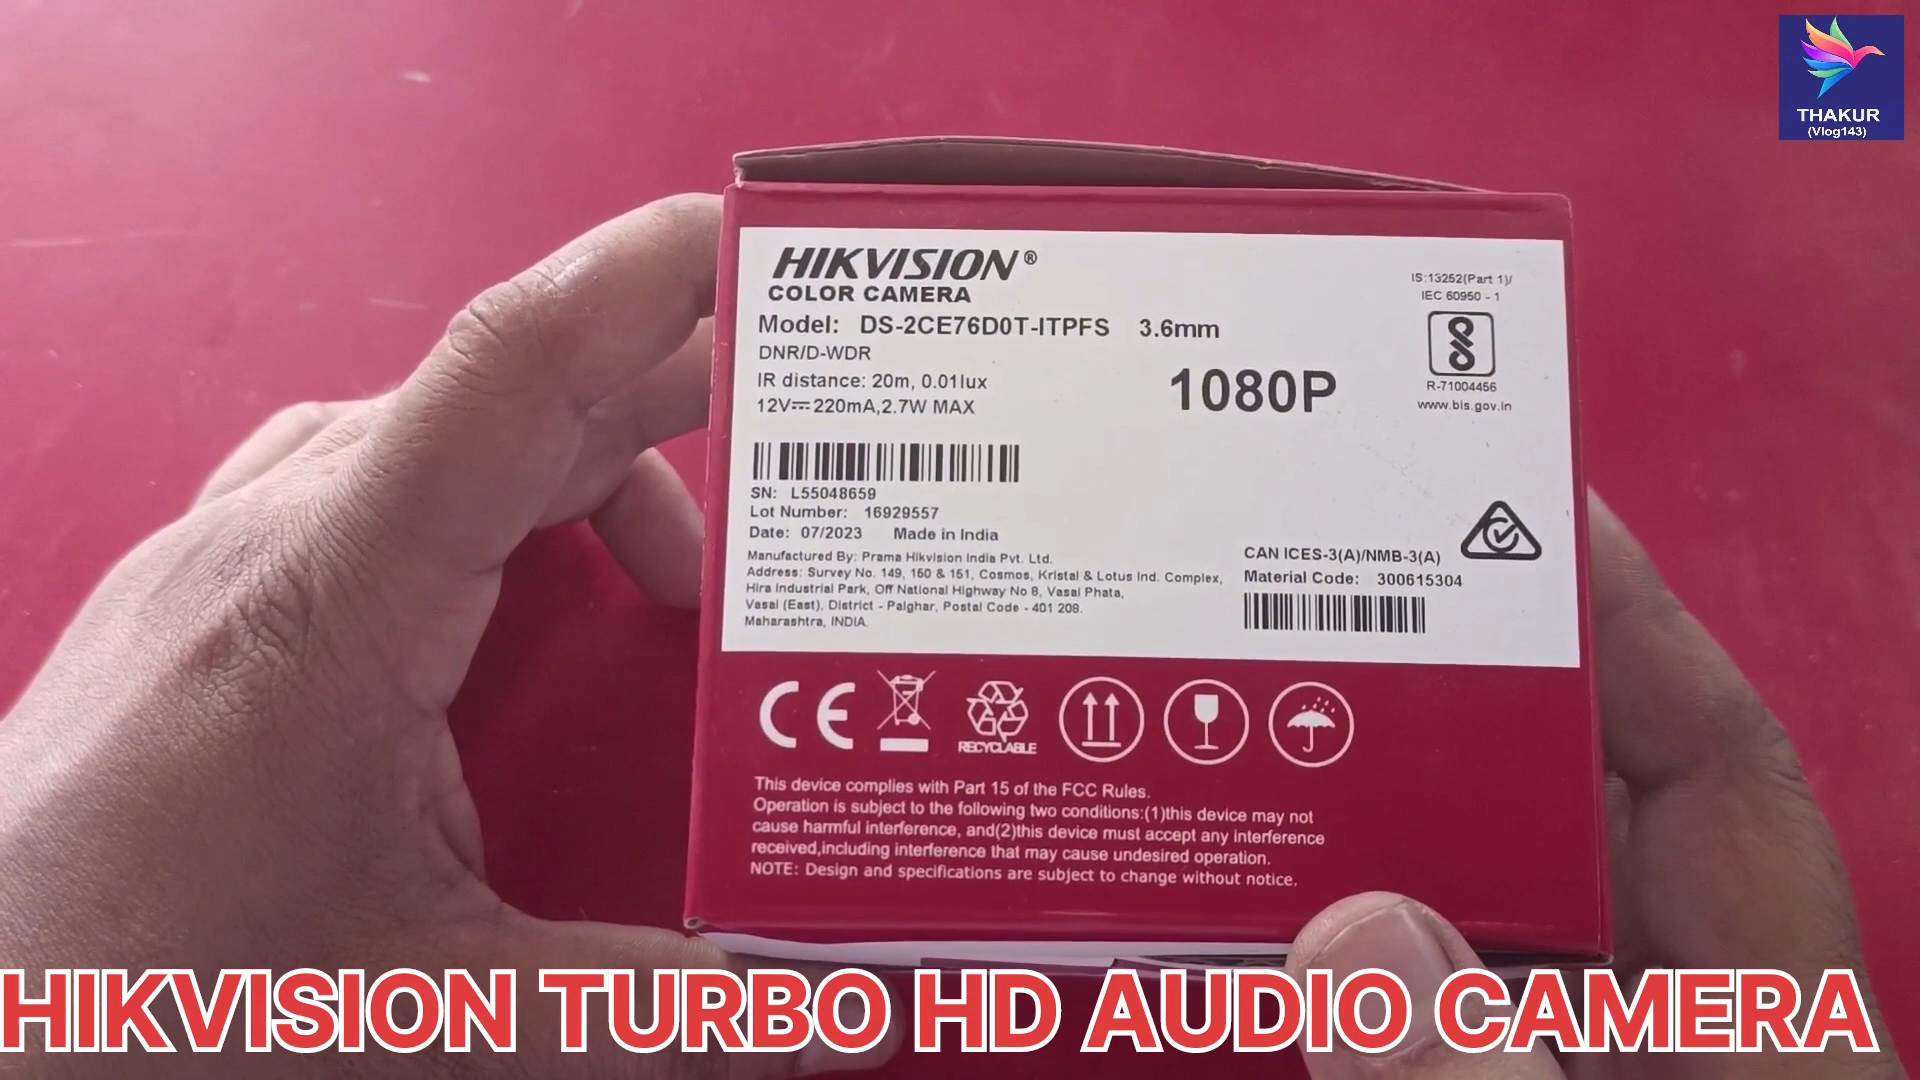 THAKUR
(Vlog143)
HIKVISION®
COLOR CAMERA
Model: DS-2CE76D0T-ITPFS 3.6mm
DNR/D-WDR
IR distance: 20m, 0.01lux
12V⎓220mA,2.7W MAX
1080P
IS:13252(Part 1)/
IEC 60950 - 1
R-71004456
www.bis.gov.in
SN: L55048659
Lot Number: 16929557
Date: 07/2023 Made in India
Manufactured By: Prama Hikvision India Pvt. Ltd.
Address: Survey No. 149, 150 & 151, Cosmos, Kristal & Lotus Ind. Complex,
Hira Industrial Park, Off National Highway No 8, Vasai Phata,
Vasai (East), District - Palghar, Postal Code - 401 208.
Maharashtra, INDIA.
CAN ICES-3(A)/NMB-3(A)
Material Code: 300615304
CE
RECYCLABLE
This device complies with Part 15 of the FCC Rules.
Operation is subject to the following two conditions:(1)this device may not
cause harmful interference, and(2)this device must accept any interference
received,including interference that may cause undesired operation.
NOTE: Design and specifications are subject to change without notice.
HIKVISION TURBO HD AUDIO CAMERA